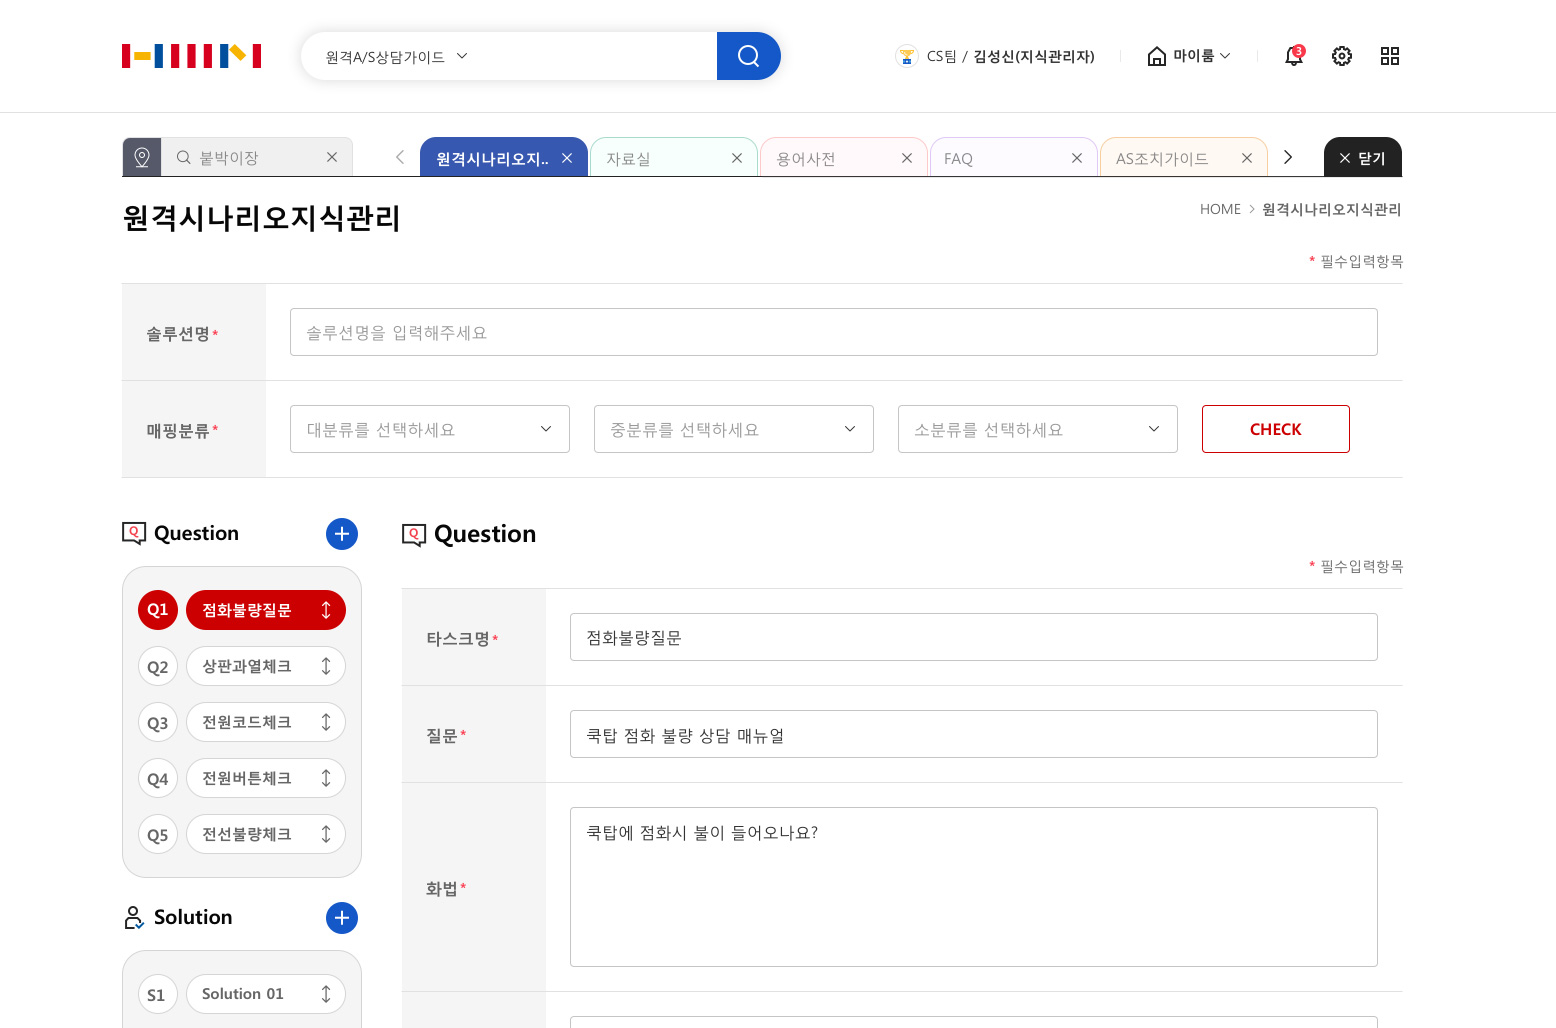 원격A/S상담가이드
CS팀 / 김성신(지식관리자)
마이룸
3
붙박이장
원격시나리오지..
자료실
용어사전
FAQ
AS조치가이드
닫기
원격시나리오지식관리
HOME > 원격시나리오지식관리
* 필수입력항목
솔루션명*
솔루션명을 입력해주세요
매핑분류*
대분류를 선택하세요
중분류를 선택하세요
소분류를 선택하세요
CHECK
Q Question
Q1 점화불량질문
Q2 상판과열체크
Q3 전원코드체크
Q4 전원버튼체크
Q5 전선불량체크
Solution
S1 Solution 01
Q Question
* 필수입력항목
타스크명*
점화불량질문
질문*
쿡탑 점화 불량 상담 매뉴얼
화법*
쿡탑에 점화시 불이 들어오나요?